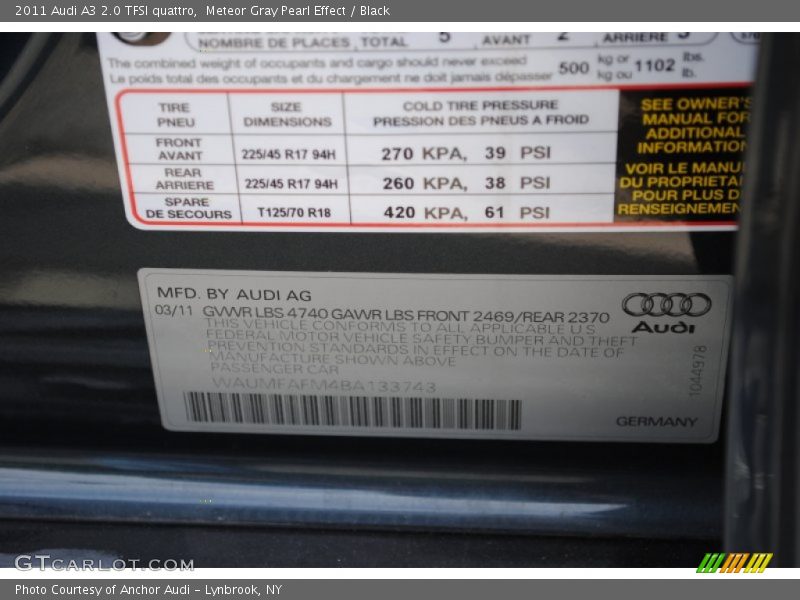 2011 Audi A3 2.0 TFSI quattro, Meteor Gray Pearl Effect / Black
NOMBRE DE PLACES TOTAL 5 AVANT 2 ARRIÈRE 3
The combined weight of occupants and cargo should never exceed
Le poids total des occupants et du chargement ne doit jamais dépasser
500 kg or kg ou 1102 lbs. lb.
TIRE SIZE COLD TIRE PRESSURE
PNEU DIMENSIONS PRESSION DES PNEUS A FROID
FRONT
AVANT 225/45 R17 94H 270 KPA, 39 PSI
REAR
ARRIERE 225/45 R17 94H 260 KPA, 38 PSI
SPARE
DE SECOURS T125/70 R18 420 KPA, 61 PSI
SEE OWNER'S
MANUAL FOR
ADDITIONAL
INFORMATION
VOIR LE MANU
DU PROPRIETA
POUR PLUS D
RENSEIGNEMEN
MFD. BY AUDI AG
03/11 GVWR LBS 4740 GAWR LBS FRONT 2469/REAR 2370
THIS VEHICLE CONFORMS TO ALL APPLICABLE U.S
FEDERAL MOTOR VEHICLE SAFETY,BUMPER AND THEFT
PREVENTION STANDARDS IN EFFECT ON THE DATE OF
MANUFACTURE SHOWN ABOVE
PASSENGER CAR
WAUMFAFM4BA133743
Audi
1044978
GERMANY
GTCARLOT.COM
Photo Courtesy of Anchor Audi - Lynbrook, NY